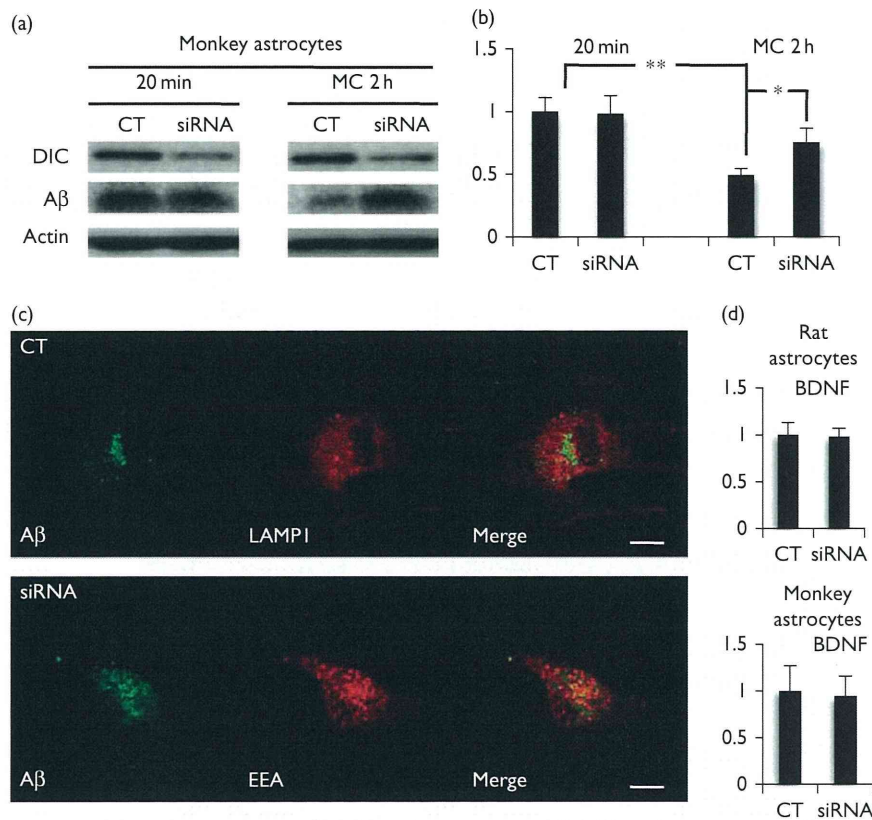 (a)
Monkey astrocytes
20 min MC 2 h
CT siRNA CT siRNA
DIC
Aβ
Actin
(b)
1.5
1
0.5
0
20 min MC 2 h
**
*
CT siRNA CT siRNA
(c)
CT
Aβ LAMP1 Merge
siRNA
Aβ EEA Merge
(d)
Rat
astrocytes
BDNF
1.5
1
0.5
0
CT siRNA
Monkey
astrocytes
BDNF
1.5
1
0.5
0
CT siRNA